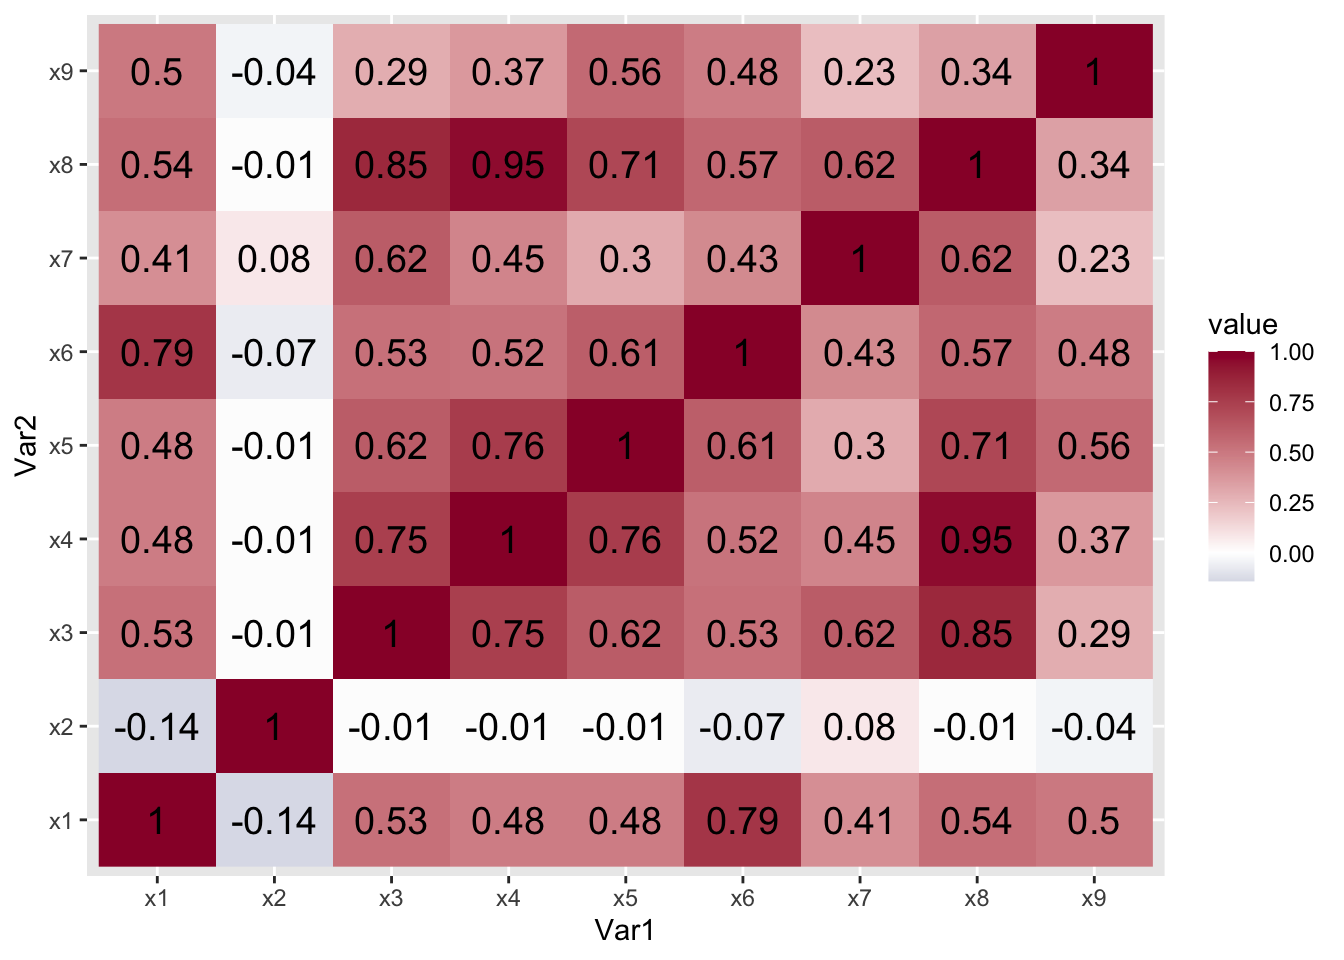 x9 0.5 -0.04 0.29 0.37 0.56 0.48 0.23 0.34 1
x8 0.54 -0.01 0.85 0.95 0.71 0.57 0.62 1 0.34
x7 0.41 0.08 0.62 0.45 0.3 0.43 1 0.62 0.23
x6 0.79 -0.07 0.53 0.52 0.61 1 0.43 0.57 0.48
x5 0.48 -0.01 0.62 0.76 1 0.61 0.3 0.71 0.56
x4 0.48 -0.01 0.75 1 0.76 0.52 0.45 0.95 0.37
x3 0.53 -0.01 1 0.75 0.62 0.53 0.62 0.85 0.29
x2 -0.14 1 -0.01 -0.01 -0.01 -0.07 0.08 -0.01 -0.04
x1 1 -0.14 0.53 0.48 0.48 0.79 0.41 0.54 0.5
x1 x2 x3 x4 x5 x6 x7 x8 x9
Var1
Var2
value
1.00
0.75
0.50
0.25
0.00